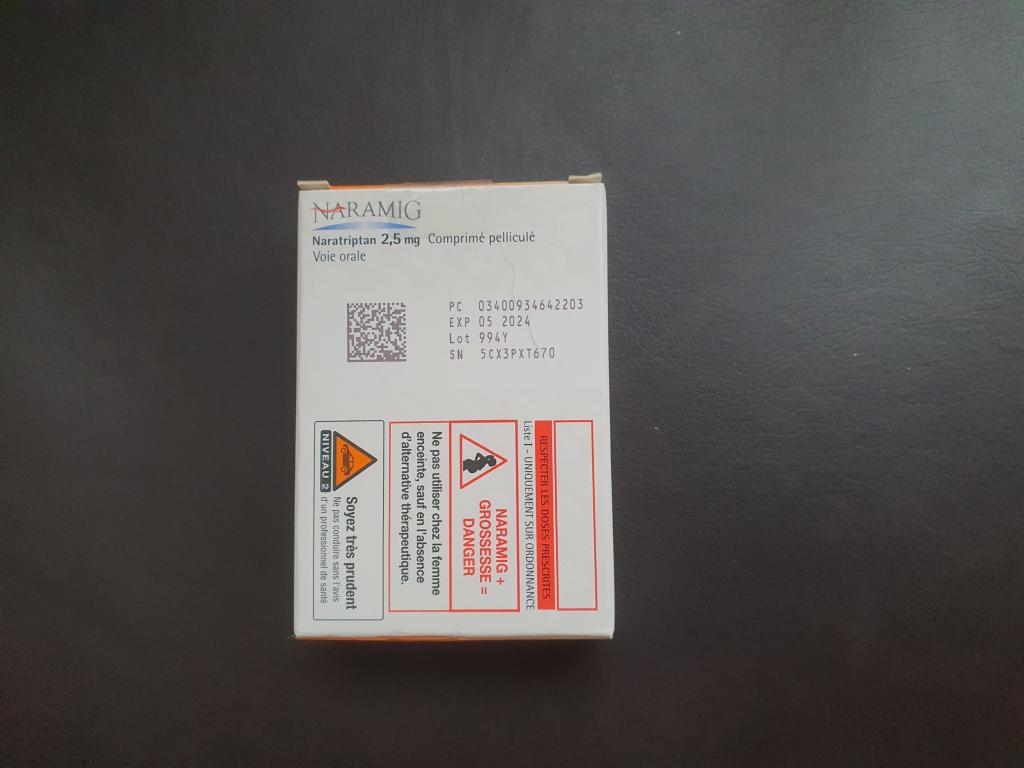 NARAMIG
Naratriptan 2,5 mg Comprimé pelliculé
Voie orale
PC 03400934642203
EXP 05 2024
Lot 994Y
SN 5CX3PXT670
RESPECTER LES DOSES PRESCRITES
Liste I - UNIQUEMENT SUR ORDONNANCE
NARAMIG +
GROSSESSE =
DANGER
Ne pas utiliser chez la femme
enceinte, sauf en l'absence
d'alternative thérapeutique.
Soyez très prudent
Ne pas conduire sans l'avis
d'un professionnel de santé
NIVEAU 2